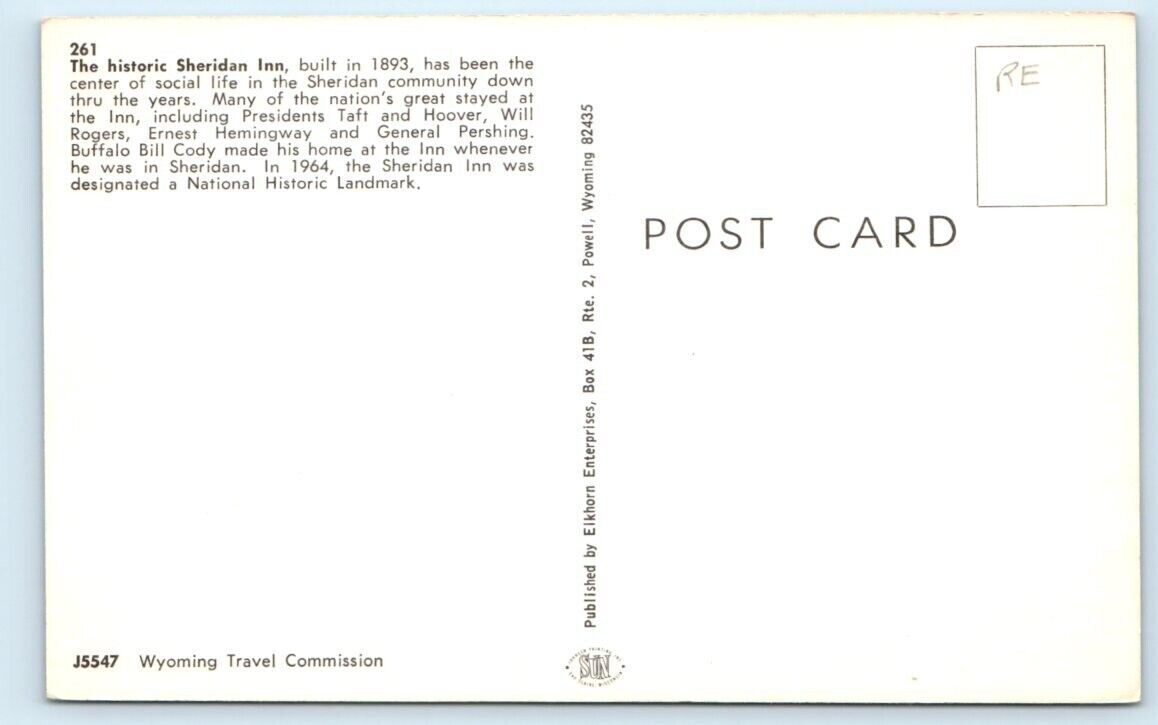 261
The historic Sheridan Inn, built in 1893, has been the
center of social life in the Sheridan community down
thru the years. Many of the nation's great stayed at
the Inn, including Presidents Taft and Hoover, Will
Rogers, Ernest Hemingway and General Pershing.
Buffalo Bill Cody made his home at the Inn whenever
he was in Sheridan. In 1964, the Sheridan Inn was
designated a National Historic Landmark.
J5547 Wyoming Travel Commission
Published by Elkhorn Enterprises, Box 41B, Rte. 2, Powell, Wyoming 82435
SUN
RE
POST CARD